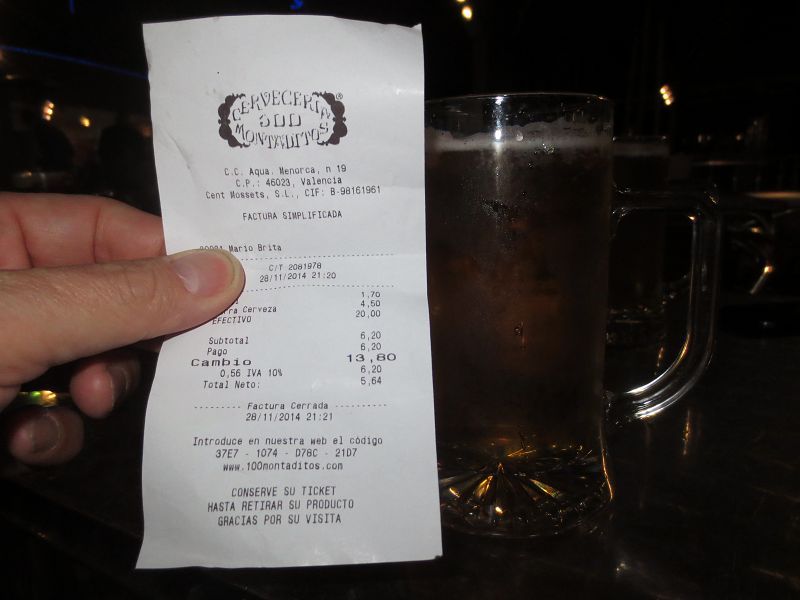 CERVECERIA
100
MONTADITOS
®
C.C. Aqua. Menorca, n 19
C.P.: 46023, Valencia
Cent Mossets, S.L., CIF: B-98161961
FACTURA SIMPLIFICADA
Mario Brita
C/T 2081978
28/11/2014 21:20
1,70
4,50
Cerveza 20,00
EFECTIVO
Subtotal 6,20
Pago 6,20
Cambio 13,80
0,56 IVA 10% 6,20
Total Neto: 5,64
--------- Factura Cerrada ----------
28/11/2014 21:21
Introduce en nuestra web el código
37E7 - 1074 - D78C - 21D7
www.100montaditos.com
CONSERVE SU TICKET
HASTA RETIRAR SU PRODUCTO
GRACIAS POR SU VISITA